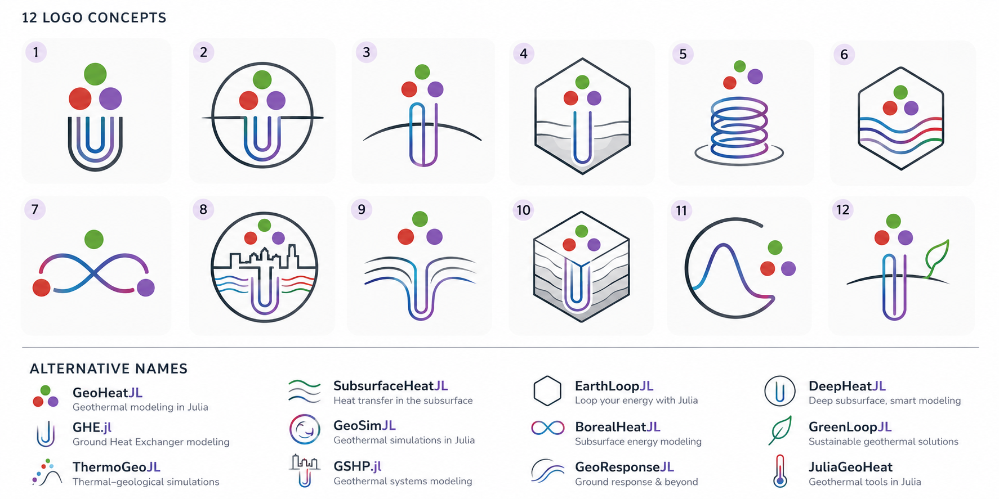 12 LOGO CONCEPTS
1
2
3
4
5
6
7
8
9
10
11
12
ALTERNATIVE NAMES
GeoHeatJL
Geothermal modeling in Julia
GHE.jl
Ground Heat Exchanger modeling
ThermoGeoJL
Thermal–geological simulations
SubsurfaceHeatJL
Heat transfer in the subsurface
GeoSimJL
Geothermal simulations in Julia
GSHP.jl
Geothermal systems modeling
EarthLoopJL
Loop your energy with Julia
BorealHeatJL
Subsurface energy modeling
GeoResponseJL
Ground response & beyond
DeepHeatJL
Deep subsurface, smart modeling
GreenLoopJL
Sustainable geothermal solutions
JuliaGeoHeat
Geothermal tools in Julia